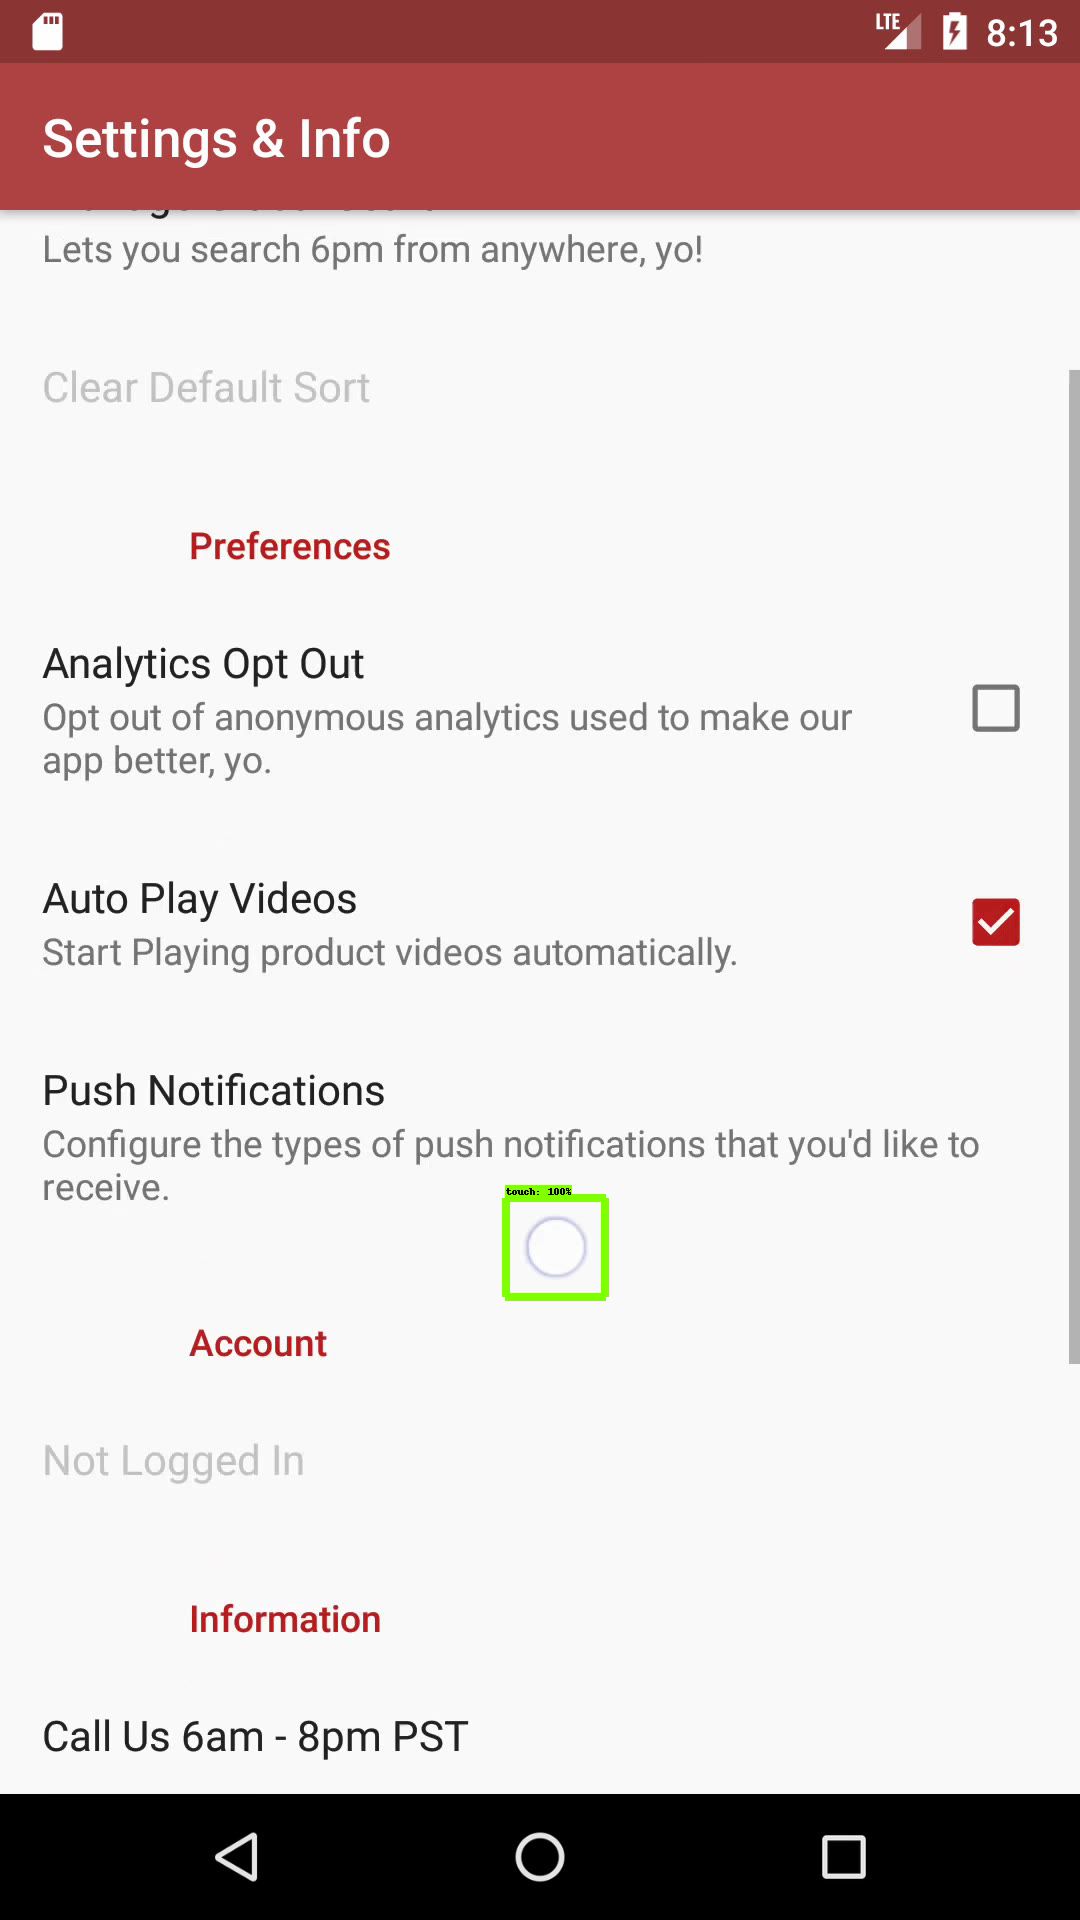 LTE 8:13
Settings & Info
Lets you search 6pm from anywhere, yo!
Clear Default Sort
Preferences
Analytics Opt Out
Opt out of anonymous analytics used to make our
app better, yo.
Auto Play Videos
Start Playing product videos automatically.
Push Notifications
Configure the types of push notifications that you'd like to
receive.
touch: 100%
Account
Not Logged In
Information
Call Us 6am - 8pm PST